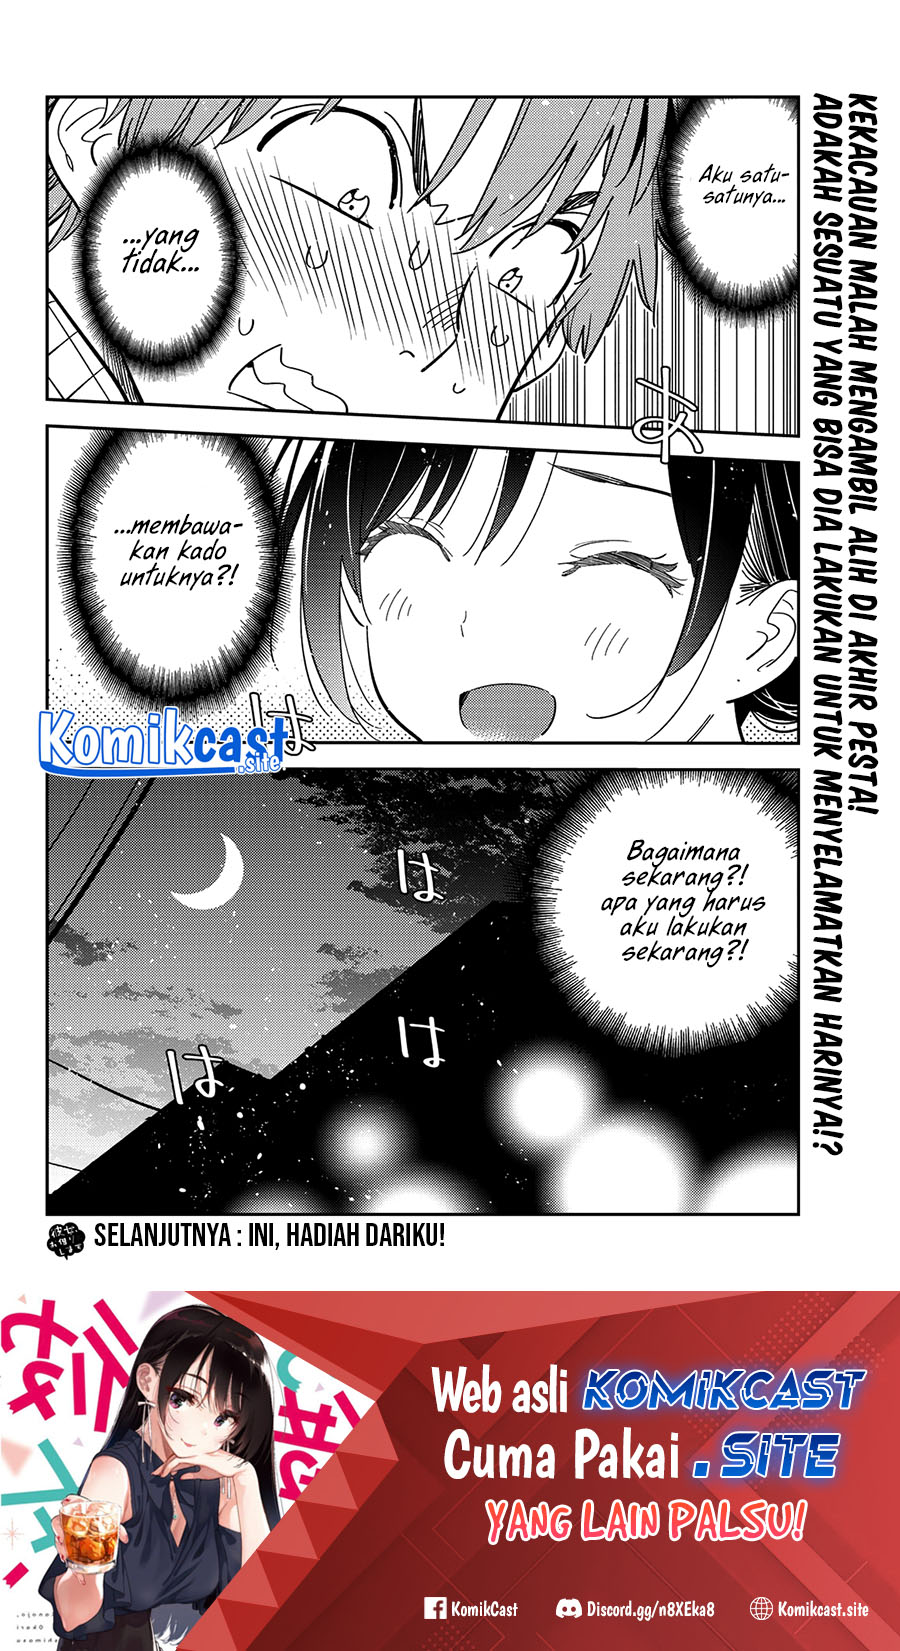 Aku satu-
satunya...
...yang
tidak...
あ
...membawa-
kan kado
untuknya?!
は
Komikcast
.site
Bagaimana
sekarang?!
apa yang harus
aku lakukan
sekarang?!
は
は
は
KEKACAUAN MALAH MENGAMBIL ALIH DI AKHIR PESTA!
ADAKAH SESUATU YANG BISA DIA LAKUKAN UNTUK MENYELAMATKAN HARINYA!?
SELANJUTNYA : INI, HADIAH DARIKU!
Web asli KOMIKCAST
Cuma Pakai .SITE
YANG LAIN PALSU!
KomikCast
Discord.gg/n8XEka8
Komikcast.site